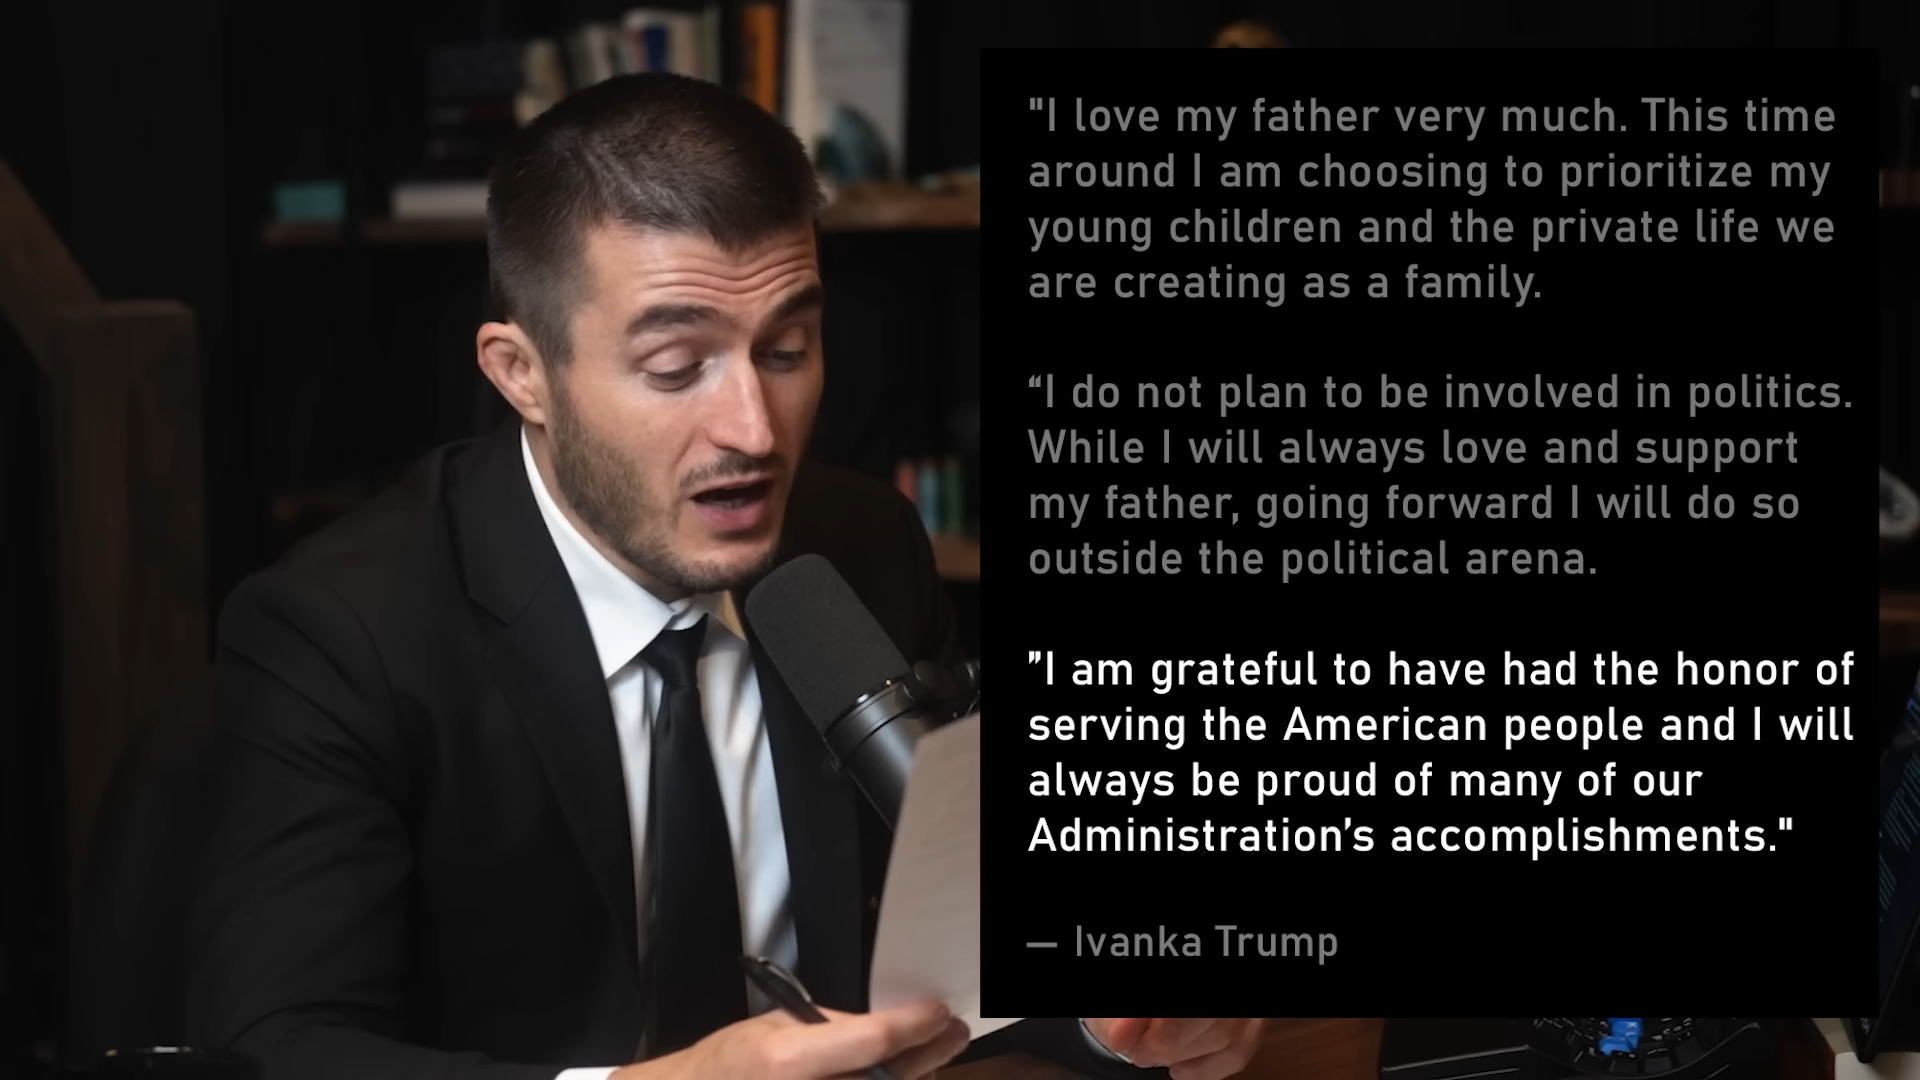 "I love my father very much. This time
around I am choosing to prioritize my
young children and the private life we
are creating as a family.
“I do not plan to be involved in politics.
While I will always love and support
my father, going forward I will do so
outside the political arena.
"I am grateful to have had the honor of
serving the American people and I will
always be proud of many of our
Administration’s accomplishments."
— Ivanka Trump